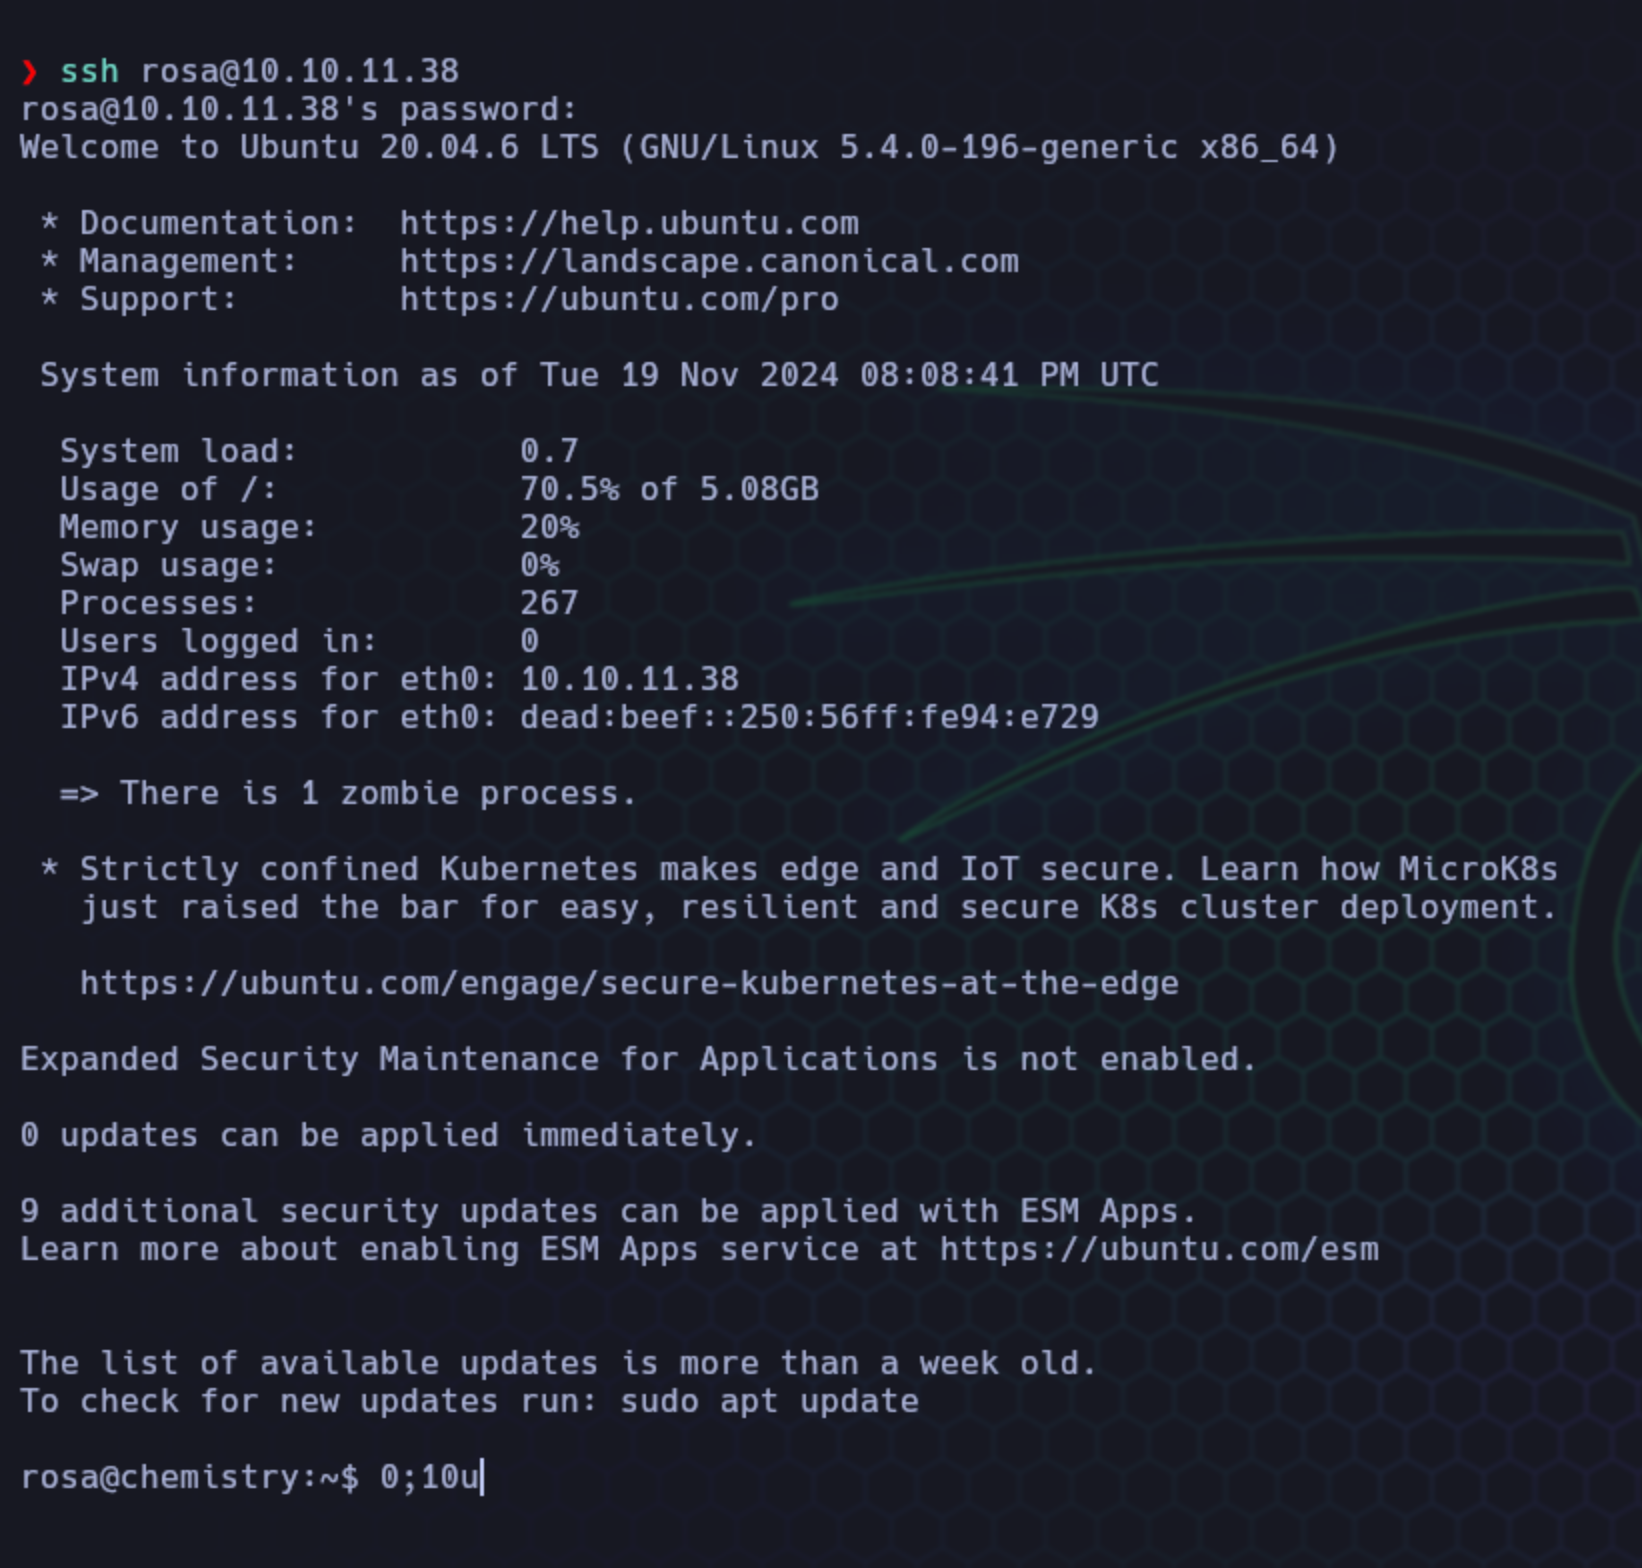 ❯ ssh rosa@10.10.11.38
rosa@10.10.11.38's password:
Welcome to Ubuntu 20.04.6 LTS (GNU/Linux 5.4.0-196-generic x86_64)
* Documentation:  https://help.ubuntu.com
* Management:     https://landscape.canonical.com
* Support:        https://ubuntu.com/pro
System information as of Tue 19 Nov 2024 08:08:41 PM UTC
System load:           0.7
Usage of /:            70.5% of 5.08GB
Memory usage:          20%
Swap usage:            0%
Processes:             267
Users logged in:       0
IPv4 address for eth0: 10.10.11.38
IPv6 address for eth0: dead:beef::250:56ff:fe94:e729
=> There is 1 zombie process.
* Strictly confined Kubernetes makes edge and IoT secure. Learn how MicroK8s
just raised the bar for easy, resilient and secure K8s cluster deployment.
https://ubuntu.com/engage/secure-kubernetes-at-the-edge
Expanded Security Maintenance for Applications is not enabled.
0 updates can be applied immediately.
9 additional security updates can be applied with ESM Apps.
Learn more about enabling ESM Apps service at https://ubuntu.com/esm
The list of available updates is more than a week old.
To check for new updates run: sudo apt update
rosa@chemistry:~$ 0;10u